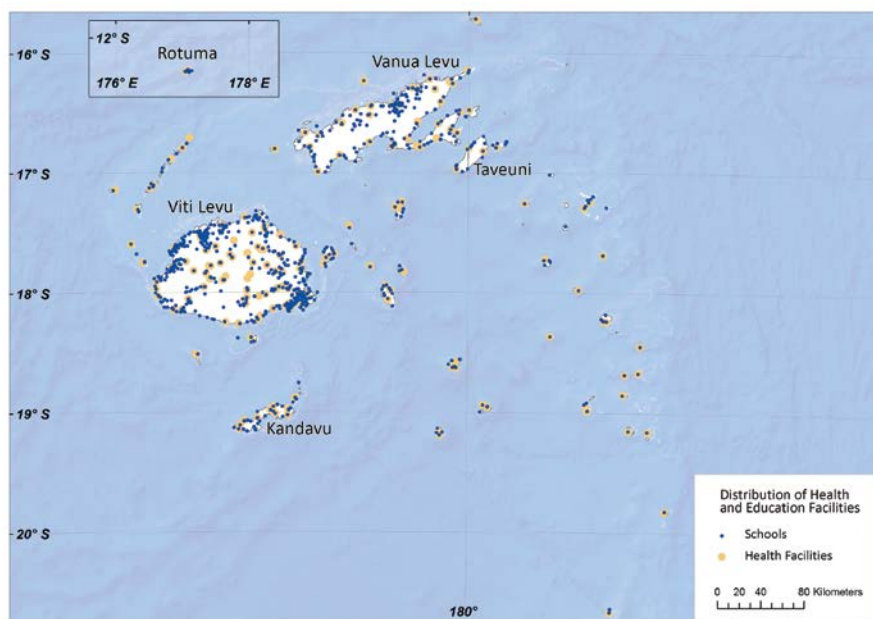 12° S
Rotuma
176° E
178° E
16° S
Vanua Levu
17° S
Taveuni
Viti Levu
18° S
19° S
Kandavu
20° S
180°
Distribution of Health
and Education Facilities
Schools
Health Facilities
0 20 40 80 Kilometers